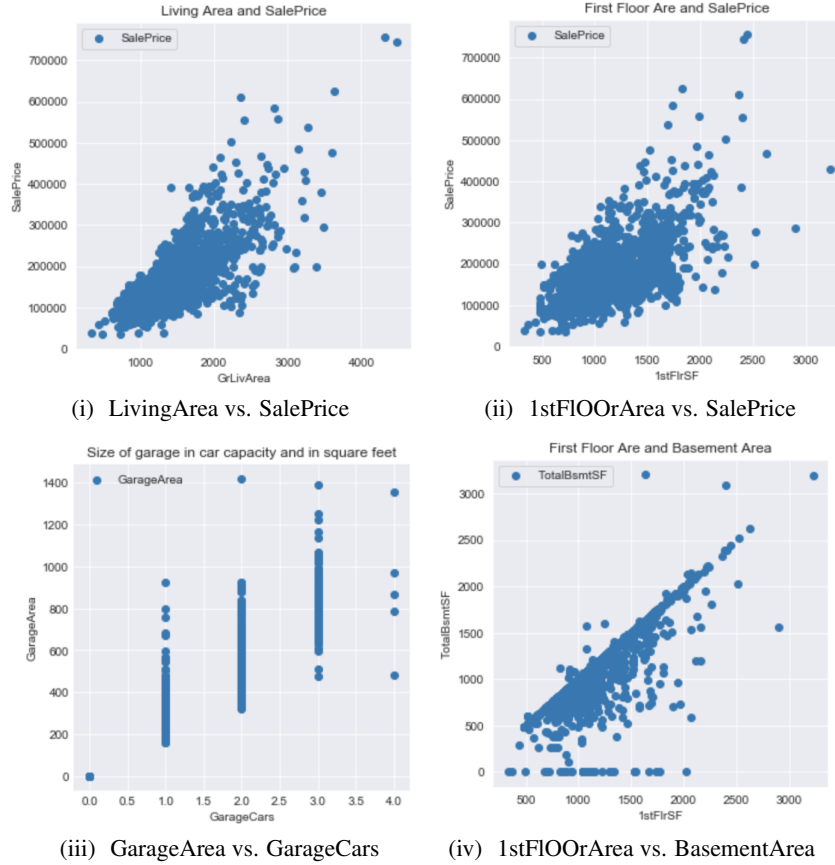 Living Area and SalePrice
SalePrice
700000
600000
500000
400000
300000
200000
100000
0
SalePrice
1000
2000
3000
4000
GrLivArea
(i) LivingArea vs. SalePrice
First Floor Are and SalePrice
SalePrice
700000
600000
500000
400000
300000
200000
100000
0
SalePrice
500
1000
1500
2000
2500
3000
1stFlrSF
(ii) 1stFlOOrArea vs. SalePrice
Size of garage in car capacity and in square feet
GarageArea
1400
1200
1000
800
600
400
200
0
GarageArea
0.0
0.5
1.0
1.5
2.0
2.5
3.0
3.5
4.0
GarageCars
(iii) GarageArea vs. GarageCars
First Floor Are and Basement Area
TotalBsmtSF
3000
2500
2000
1500
1000
500
0
TotalBsmtSF
500
1000
1500
2000
2500
3000
1stFlrSF
(iv) 1stFlOOrArea vs. BasementArea